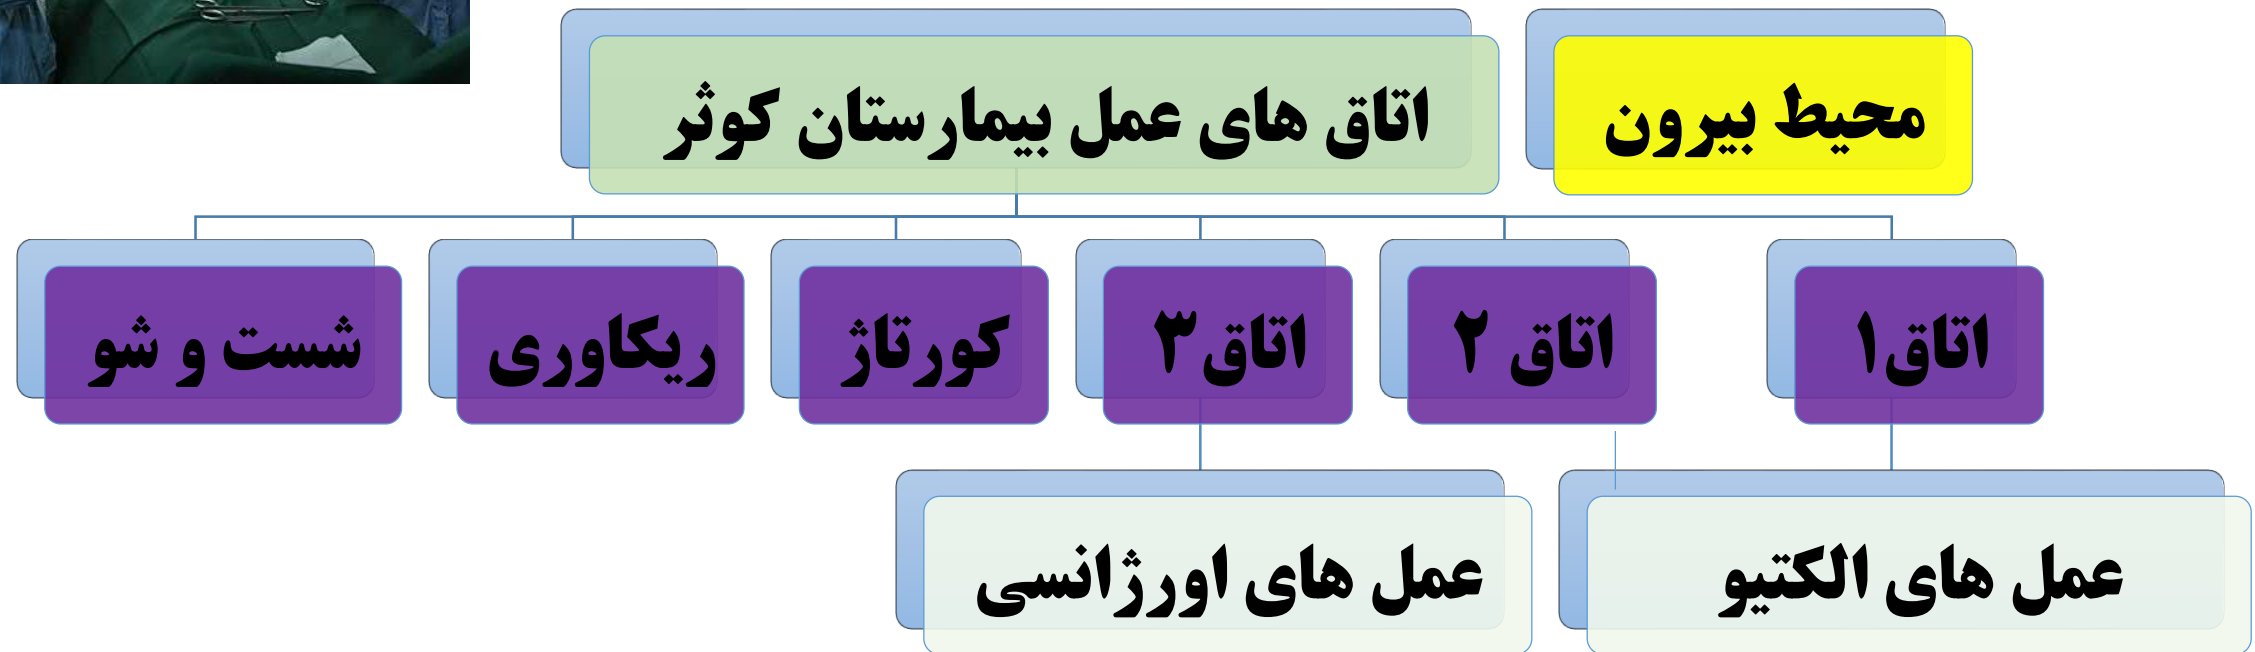 محیط بیرون
اتاق های عمل بیمارستان کوثر
اتاق۱
اتاق ۲
اتاق۳
کورتاژ
ریکاوری
شست و شو
عمل های الکتیو
عمل های اورژانسی